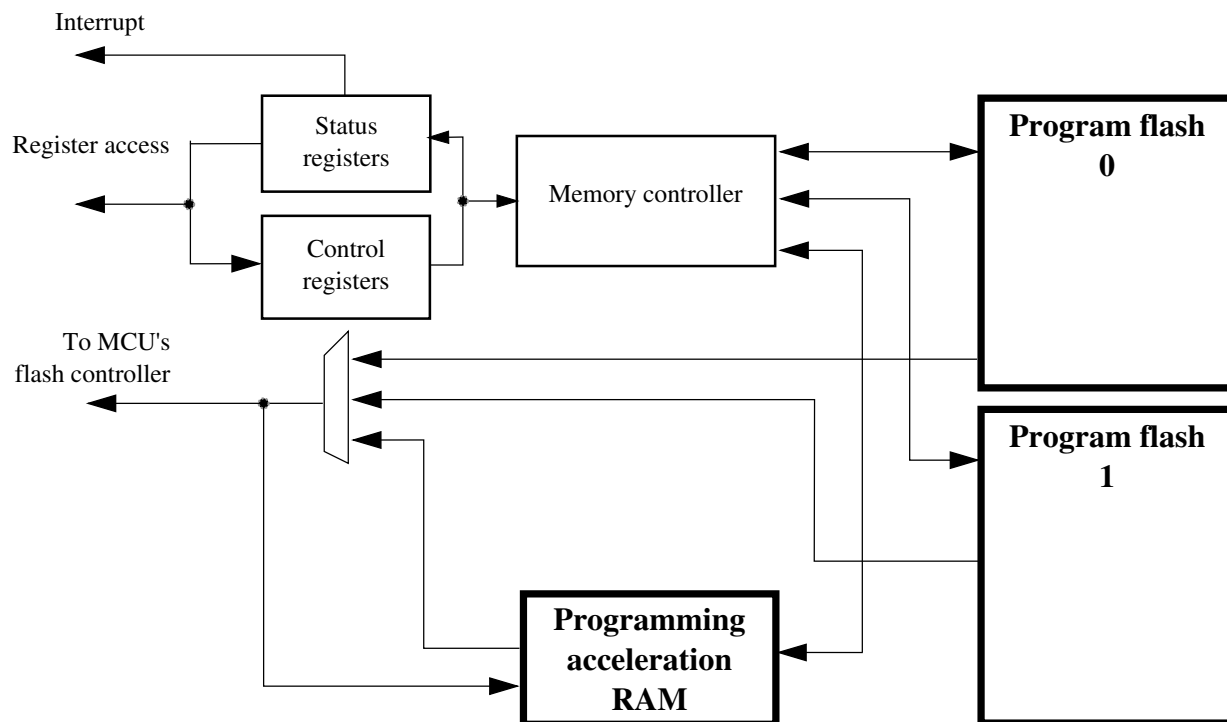 Interrupt
Register access
Status
registers
Control
registers
Memory controller
Program flash
0
To MCU's
flash controller
Program flash
1
Programming
acceleration
RAM